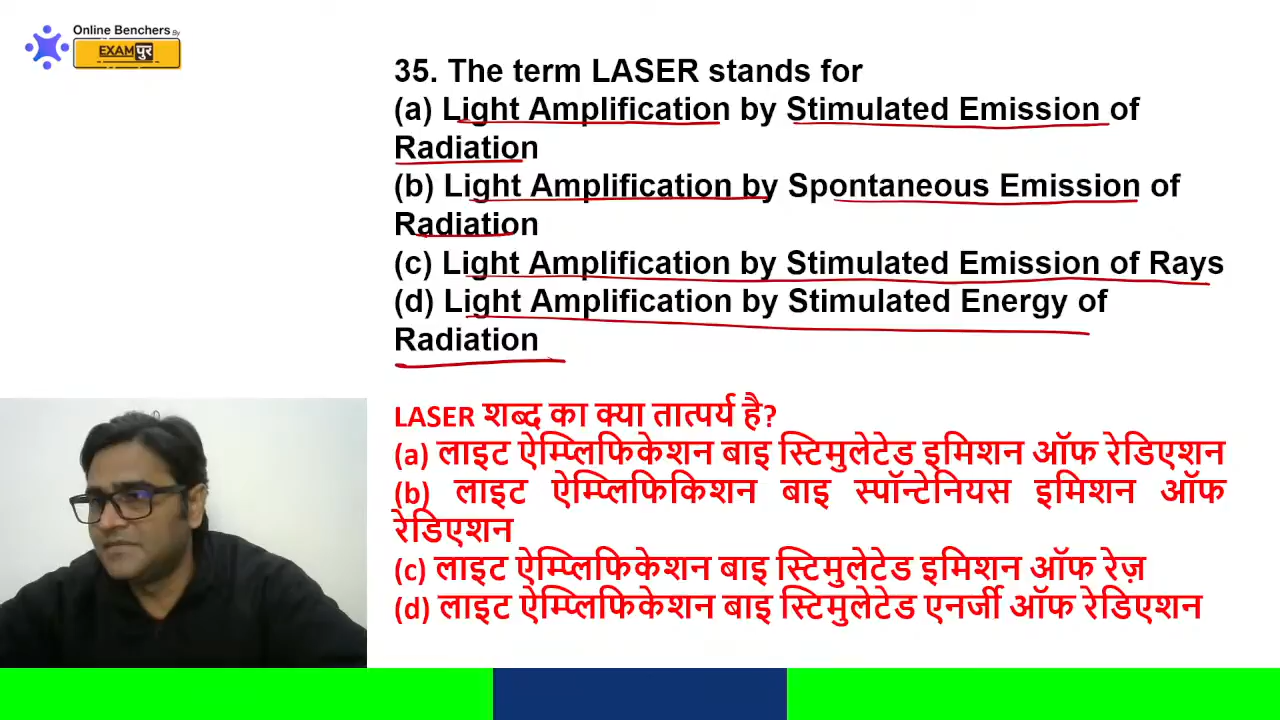 Online Benchers By
EXAMपुर
35. The term LASER stands for
(a) Light Amplification by Stimulated Emission of
Radiation
(b) Light Amplification by Spontaneous Emission of
Radiation
(c) Light Amplification by Stimulated Emission of Rays
(d) Light Amplification by Stimulated Energy of
Radiation
LASER शब्द का क्या तात्पर्य है?
(a) लाइट ऐम्प्लिफिकेशन बाइ स्टिमुलेटेड इमिशन ऑफ रेडिएशन
(b) लाइट ऐम्प्लिफिकिशन बाइ स्पॉन्टेनियस इमिशन ऑफ
रेडिएशन
(c) लाइट ऐम्प्लिफिकेशन बाइ स्टिमुलेटेड इमिशन ऑफ रेज़
(d) लाइट ऐम्प्लिफिकेशन बाइ स्टिमुलेटेड एनर्जी ऑफ रेडिएशन